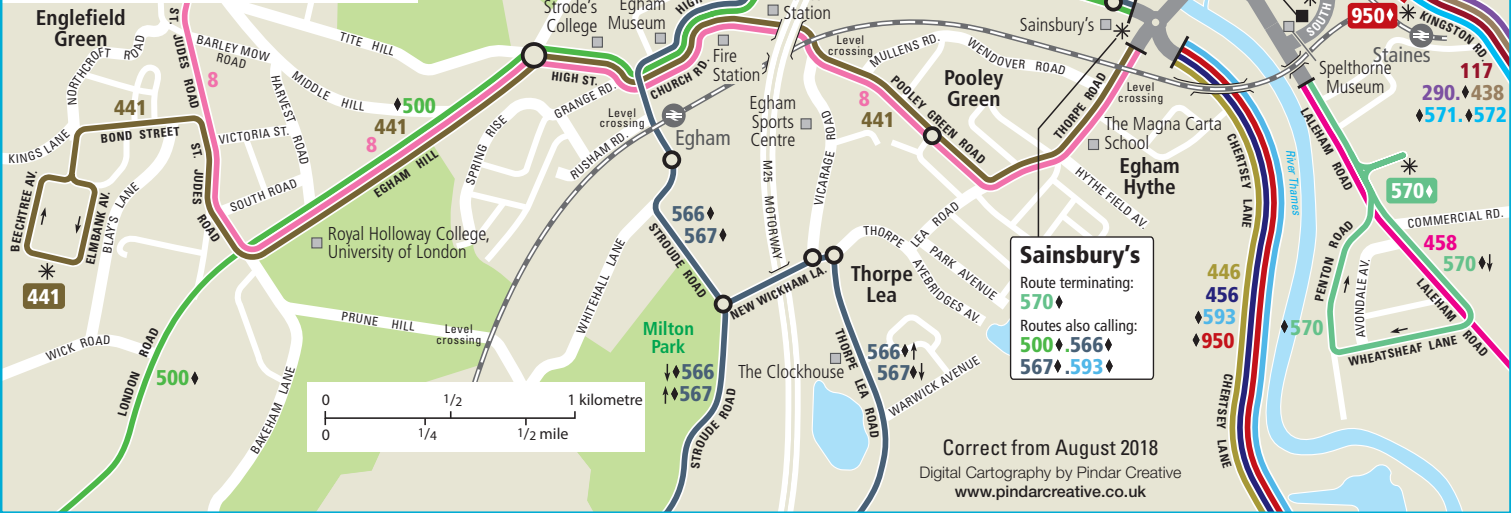 Englefield
Green
ST. JUDES ROAD
BARLEY MOW
ROAD
TITE HILL
NORTHCROFT ROAD
8
HARVEST ROAD
MIDDLE HILL
441
BOND STREET
KINGS LANE
VICTORIA ST.
ST. JUDES ROAD
SOUTH ROAD
BEECHTREE AV.
ELMBANK AV.
BLAY'S LANE
441
WICK ROAD
LONDON ROAD
500♦
BAKEHAM LANE
PRUNE HILL
Level
crossing
♦500
441
8
EGHAM HILL
Royal Holloway College,
University of London
Strode's
College
Egham
Museum
HIGH
HIGH ST.
CHURCH RD.
Fire
Station
Station
GRANGE RD.
SPRING RISE
RUSHAM RD.
Level
crossing
Egham
Egham
Sports
Centre
M25 MOTORWAY
VICARAGE ROAD
566♦
567♦
STROUDE ROAD
WHITEHALL LANE
NEW WICKHAM LA.
Milton
Park
↓♦566
↑♦567
STROUDE ROAD
The Clockhouse
Thorpe
Lea
THORPE LEA ROAD
566♦↑
567♦↓
WARWICK AVENUE
THORPE LEA ROAD
PARK AVENUE
AYEBRIDGES AV.
Level
crossing
MULLENS RD.
WENDOVER ROAD
8
441
POOLEY GREEN ROAD
Pooley
Green
THORPE ROAD
Level
crossing
The Magna Carta
School
Egham
Hythe
HYTHE FIELD AV.
Sainsbury's
Sainsbury's
Route terminating:
570♦
Routes also calling:
500♦.566♦
567♦.593♦
CHERTSEY LANE
River Thames
446
456
♦593
♦950
CHERTSEY LANE
SOUTH
950♦
KINGSTON RD.
Staines
Spelthorne
Museum
117
290.♦438
♦571.♦572
LALEHAM ROAD
570♦
COMMERCIAL RD.
458
570♦↓
PENTON ROAD
AVONDALE AV.
LALEHAM ROAD
♦570
WHEATSHEAF LANE
0 1/2 1 kilometre
0 1/4 1/2 mile
Correct from August 2018
Digital Cartography by Pindar Creative
www.pindarcreative.co.uk